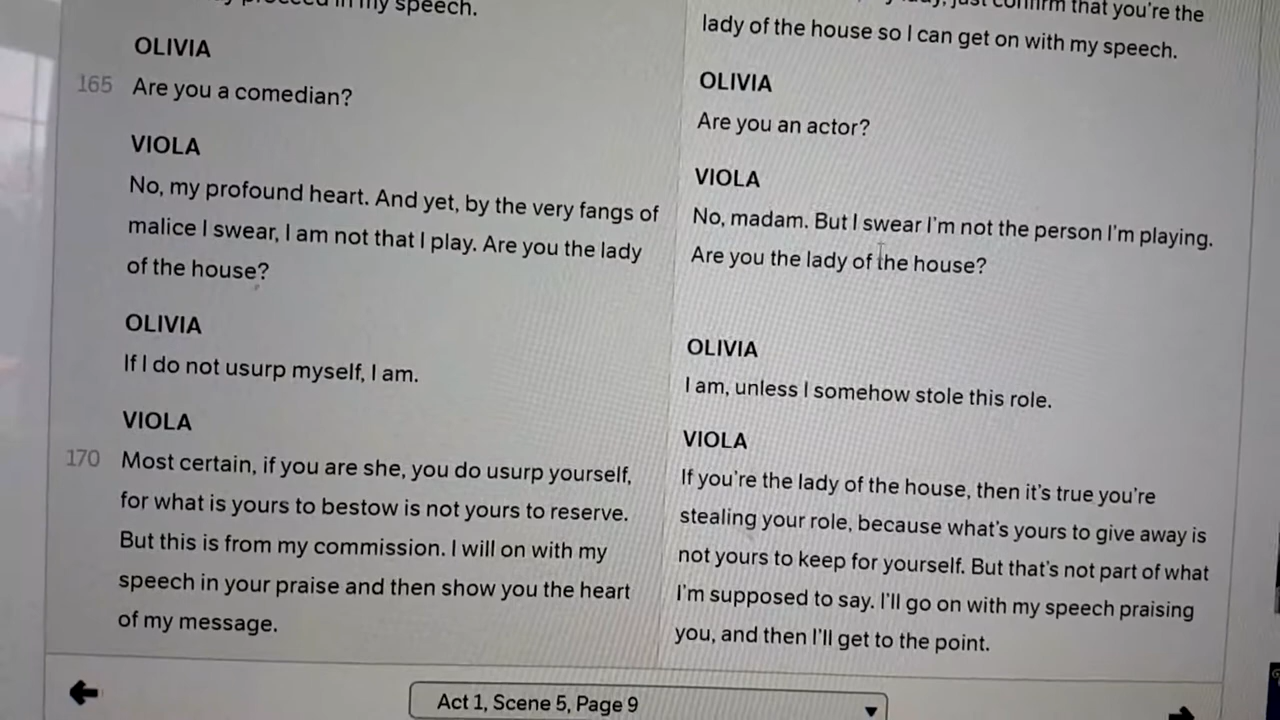 in my speech.
OLIVIA
165 Are you a comedian?
VIOLA
No, my profound heart. And yet, by the very fangs of
malice I swear, I am not that I play. Are you the lady
of the house?
OLIVIA
If I do not usurp myself, I am.
VIOLA
170 Most certain, if you are she, you do usurp yourself,
for what is yours to bestow is not yours to reserve.
But this is from my commission. I will on with my
speech in your praise and then show you the heart
of my message.
just confirm that you're the
lady of the house so I can get on with my speech.
OLIVIA
Are you an actor?
VIOLA
No, madam. But I swear I'm not the person I'm playing.
Are you the lady of the house?
OLIVIA
I am, unless I somehow stole this role.
VIOLA
If you're the lady of the house, then it's true you're
stealing your role, because what's yours to give away is
not yours to keep for yourself. But that's not part of what
I'm supposed to say. I'll go on with my speech praising
you, and then I'll get to the point.
Act 1, Scene 5, Page 9